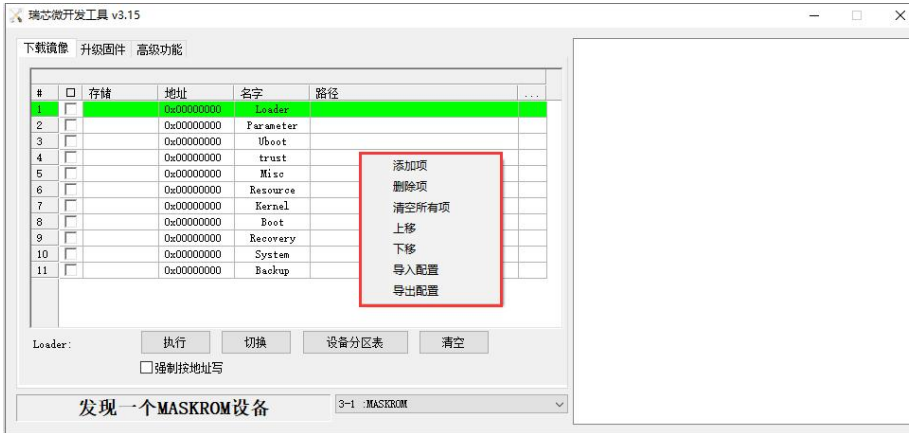 瑞芯微开发工具 v3.15
下载镜像 升级固件 高级功能
# 存储 地址 名字 路径 ...
1 0x00000000 Loader
2 0x00000000 Parameter
3 0x00000000 Uboot
4 0x00000000 trust
5 0x00000000 Misc
6 0x00000000 Resource
7 0x00000000 Kernel
8 0x00000000 Boot
9 0x00000000 Recovery
10 0x00000000 System
11 0x00000000 Backup
添加项
删除项
清空所有项
上移
下移
导入配置
导出配置
Loader: 执行 切换 设备分区表 清空
强制按地址写
发现一个MASKROM设备 3-1 :MASKROM